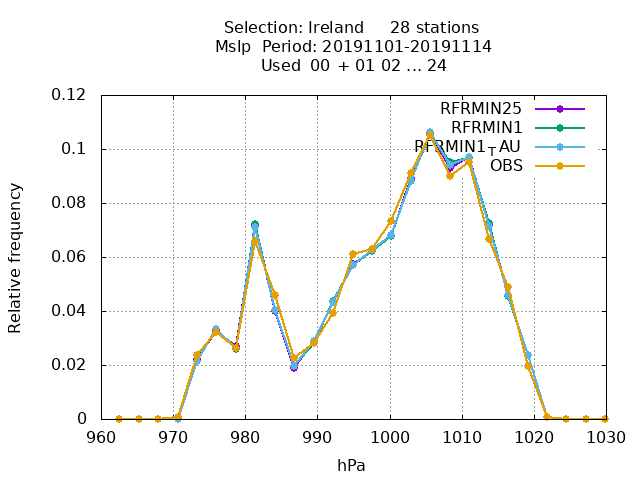 Selection: Ireland 28 stations
Mslp Period: 20191101-20191114
Used 00 + 01 02 ... 24
Relative frequency
0.12
0.1
0.08
0.06
0.04
0.02
0
RFRMIN25
RFRMIN1
RFRMIN1TAU
OBS
960 970 980 990 1000 1010 1020 1030
hPa